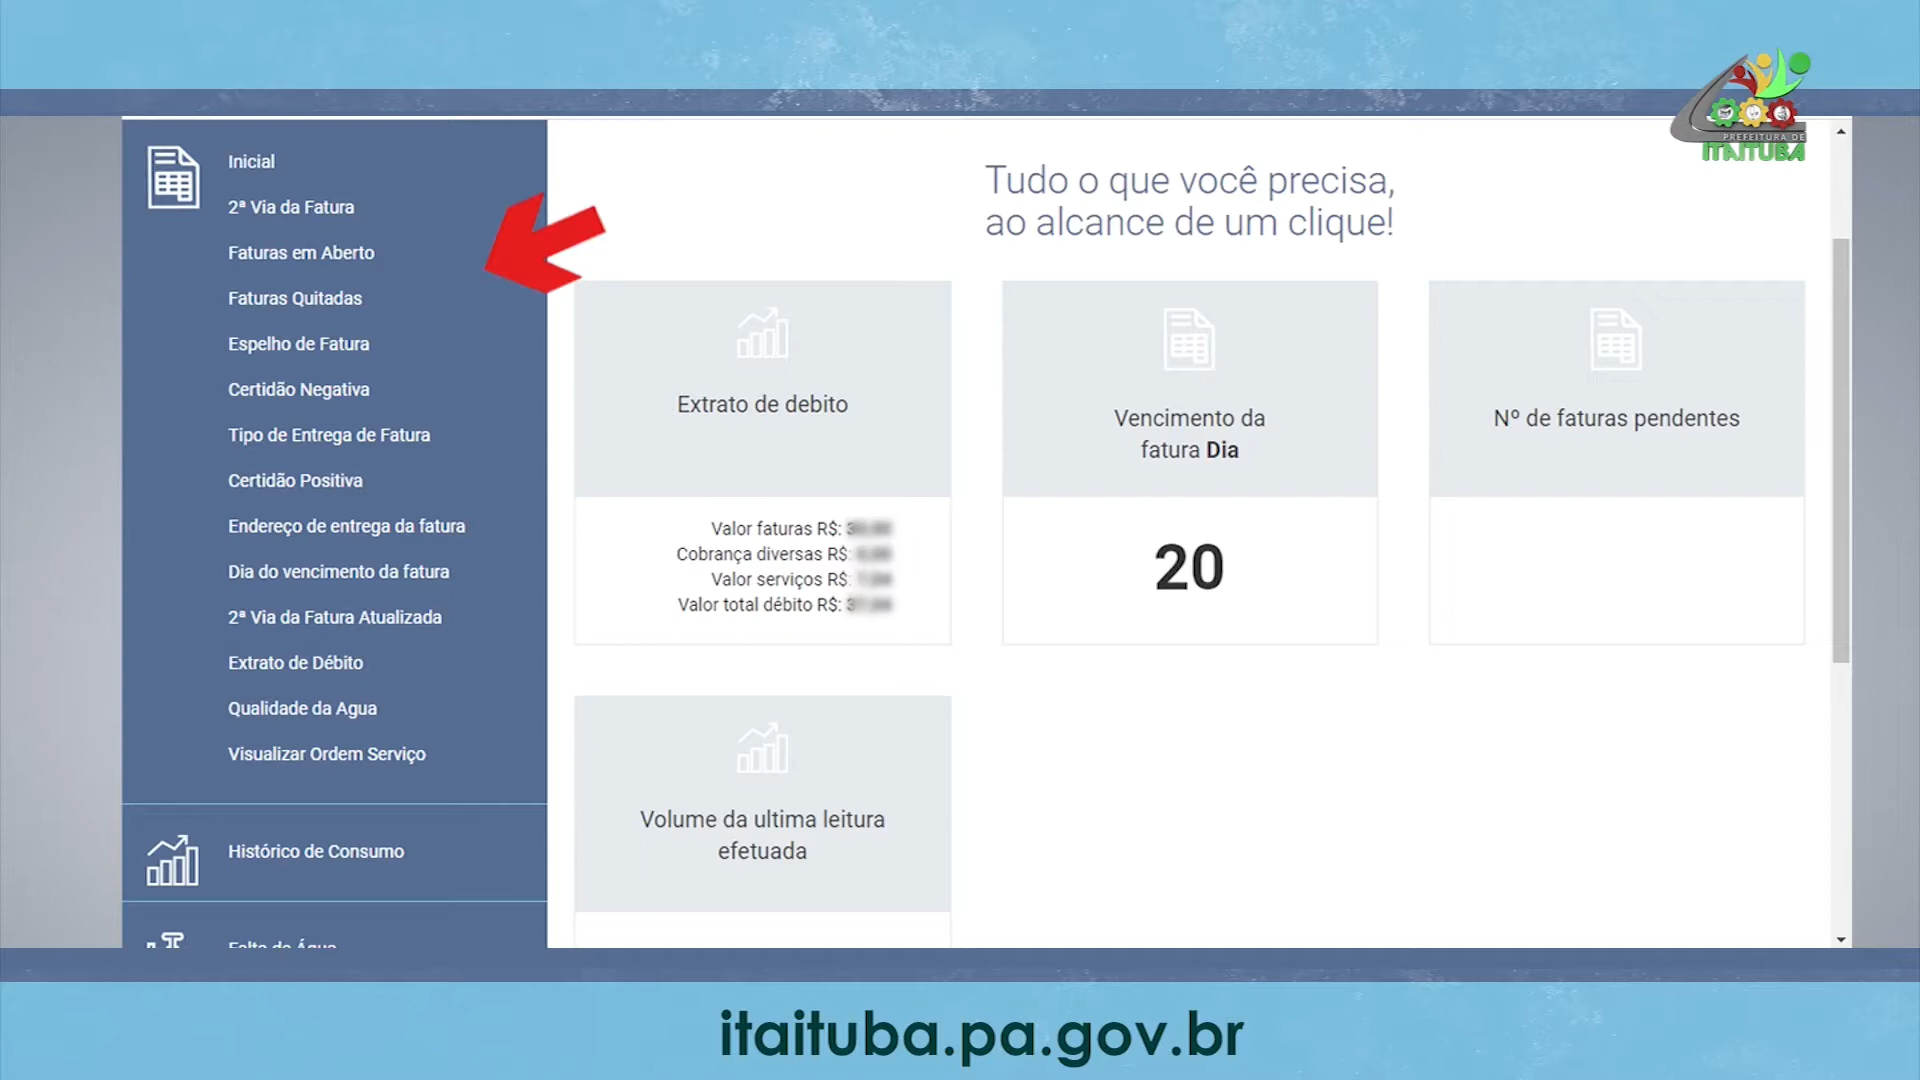 PREFEITURA DE
ITAITUBA
Inicial
2ª Via da Fatura
Faturas em Aberto
Faturas Quitadas
Espelho de Fatura
Certidão Negativa
Tipo de Entrega de Fatura
Certidão Positiva
Endereço de entrega da fatura
Dia do vencimento da fatura
2ª Via da Fatura Atualizada
Extrato de Débito
Qualidade da Agua
Visualizar Ordem Serviço
Histórico de Consumo
Falta de Água
Tudo o que você precisa,
ao alcance de um clique!
Extrato de debito
Valor faturas R$:
Cobrança diversas R$:
Valor serviços R$:
Valor total débito R$:
Vencimento da
fatura Dia
20
Nº de faturas pendentes
Volume da ultima leitura
efetuada
itaituba.pa.gov.br